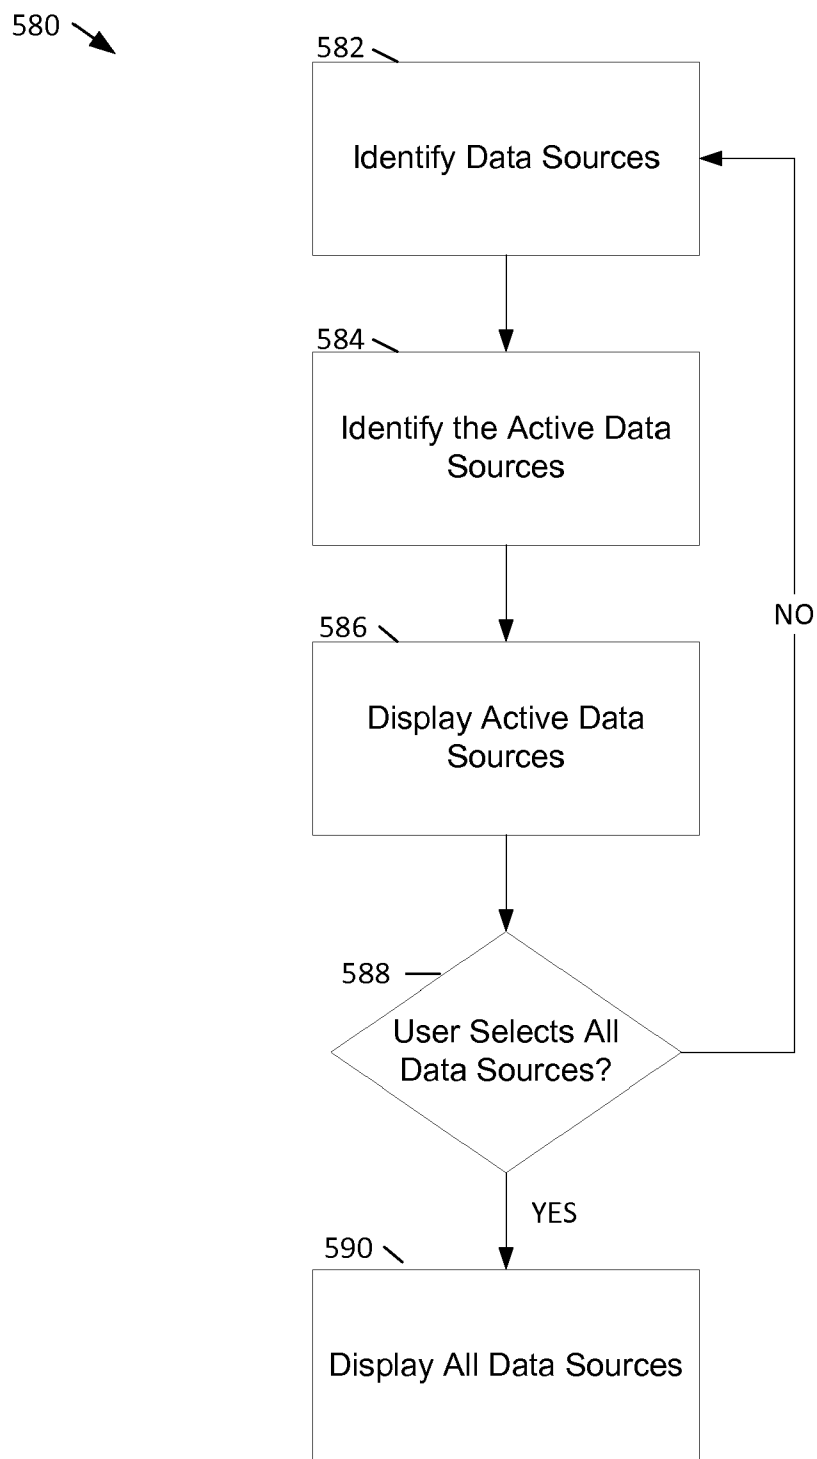 580
582
Identify Data Sources
584
Identify the Active Data
Sources
NO
586
Display Active Data
Sources
588
User Selects All
Data Sources?
YES
590
Display All Data Sources